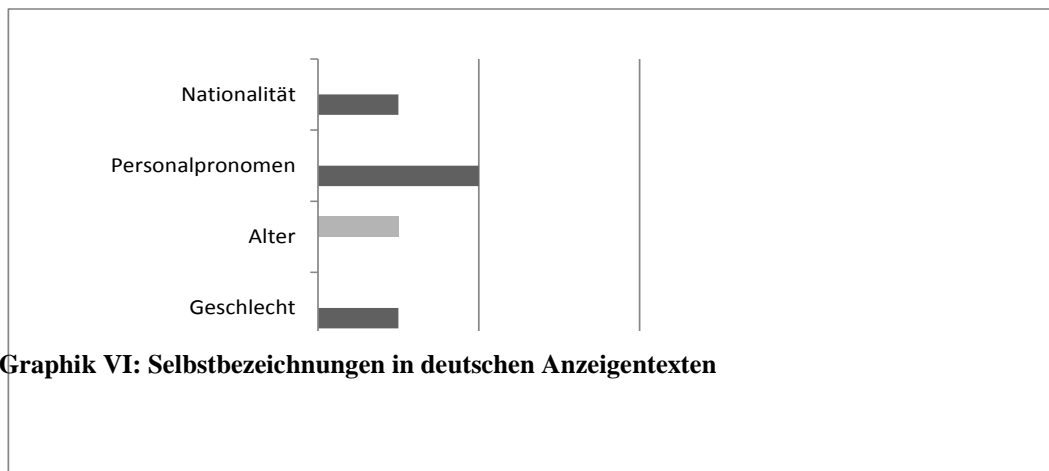 Nationalität
Personalpronomen
Alter
Geschlecht
Graphik VI: Selbstbezeichnungen in deutschen Anzeigentexten